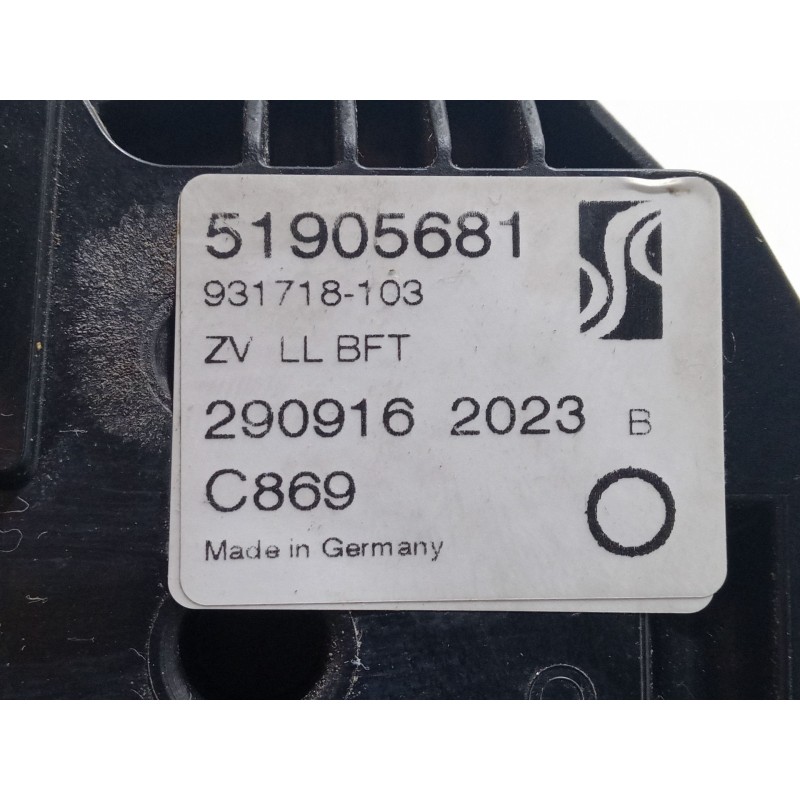 51905681
931718-103
ZV LL BFT
290916 2023 B
C869
Made in Germany